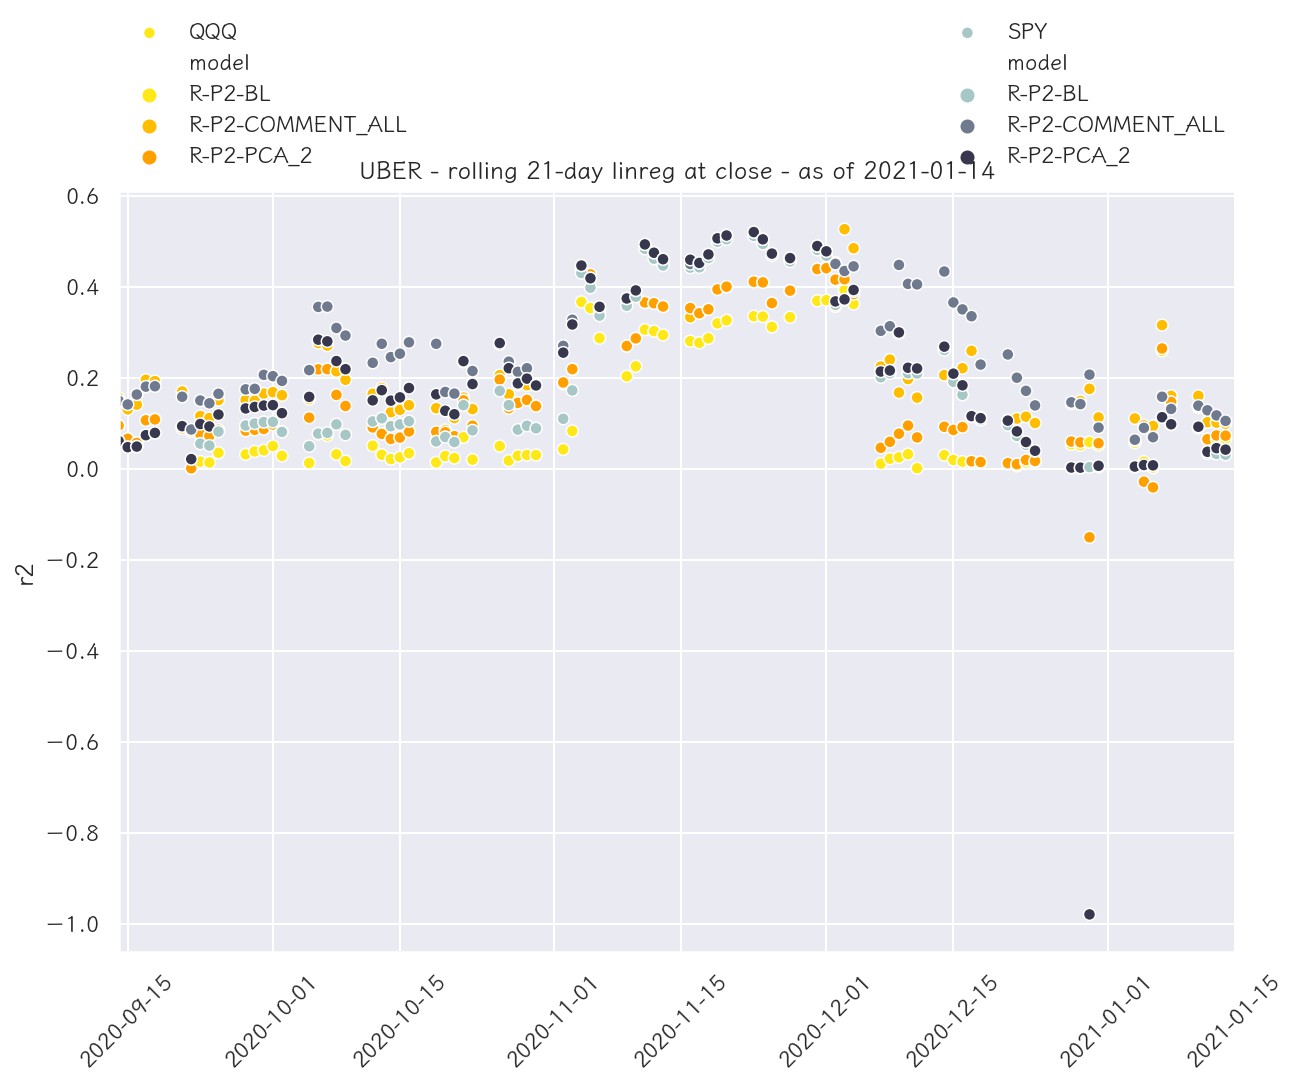 QQQ
model
R-P2-BL
R-P2-COMMENT_ALL
R-P2-PCA_2
SPY
model
R-P2-BL
R-P2-COMMENT_ALL
R-P2-PCA_2
UBER - rolling 21-day linreg at close - as of 2021-01-14
0.6
0.4
0.2
0.0
−0.2
−0.4
−0.6
−0.8
−1.0
r2
2020-09-15
2020-10-01
2020-10-15
2020-11-01
2020-11-15
2020-12-01
2020-12-15
2021-01-01
2021-01-15